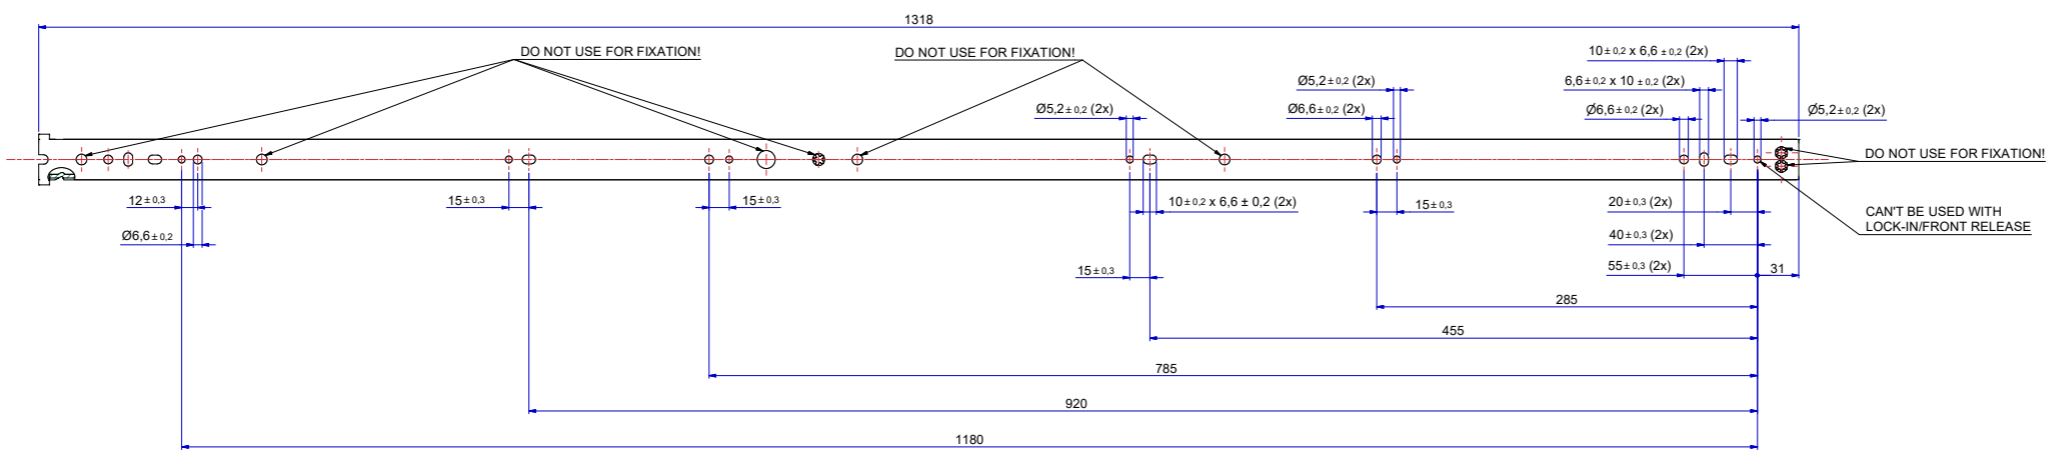 1318
DO NOT USE FOR FIXATION!
DO NOT USE FOR FIXATION!
10±0,2 x 6,6 ±0,2 (2x)
Ø5,2±0,2 (2x)
6,6±0,2 x 10 ±0,2 (2x)
Ø5,2±0,2 (2x)
Ø6,6±0,2 (2x)
Ø6,6±0,2 (2x)
Ø5,2±0,2 (2x)
DO NOT USE FOR FIXATION!
12±0,3
15±0,3
15±0,3
10±0,2 x 6,6 ± 0,2 (2x)
15±0,3
20±0,3 (2x)
CAN'T BE USED WITH
LOCK-IN/FRONT RELEASE
Ø6,6±0,2
40±0,3 (2x)
15±0,3
55±0,3 (2x)
31
285
455
785
920
1180